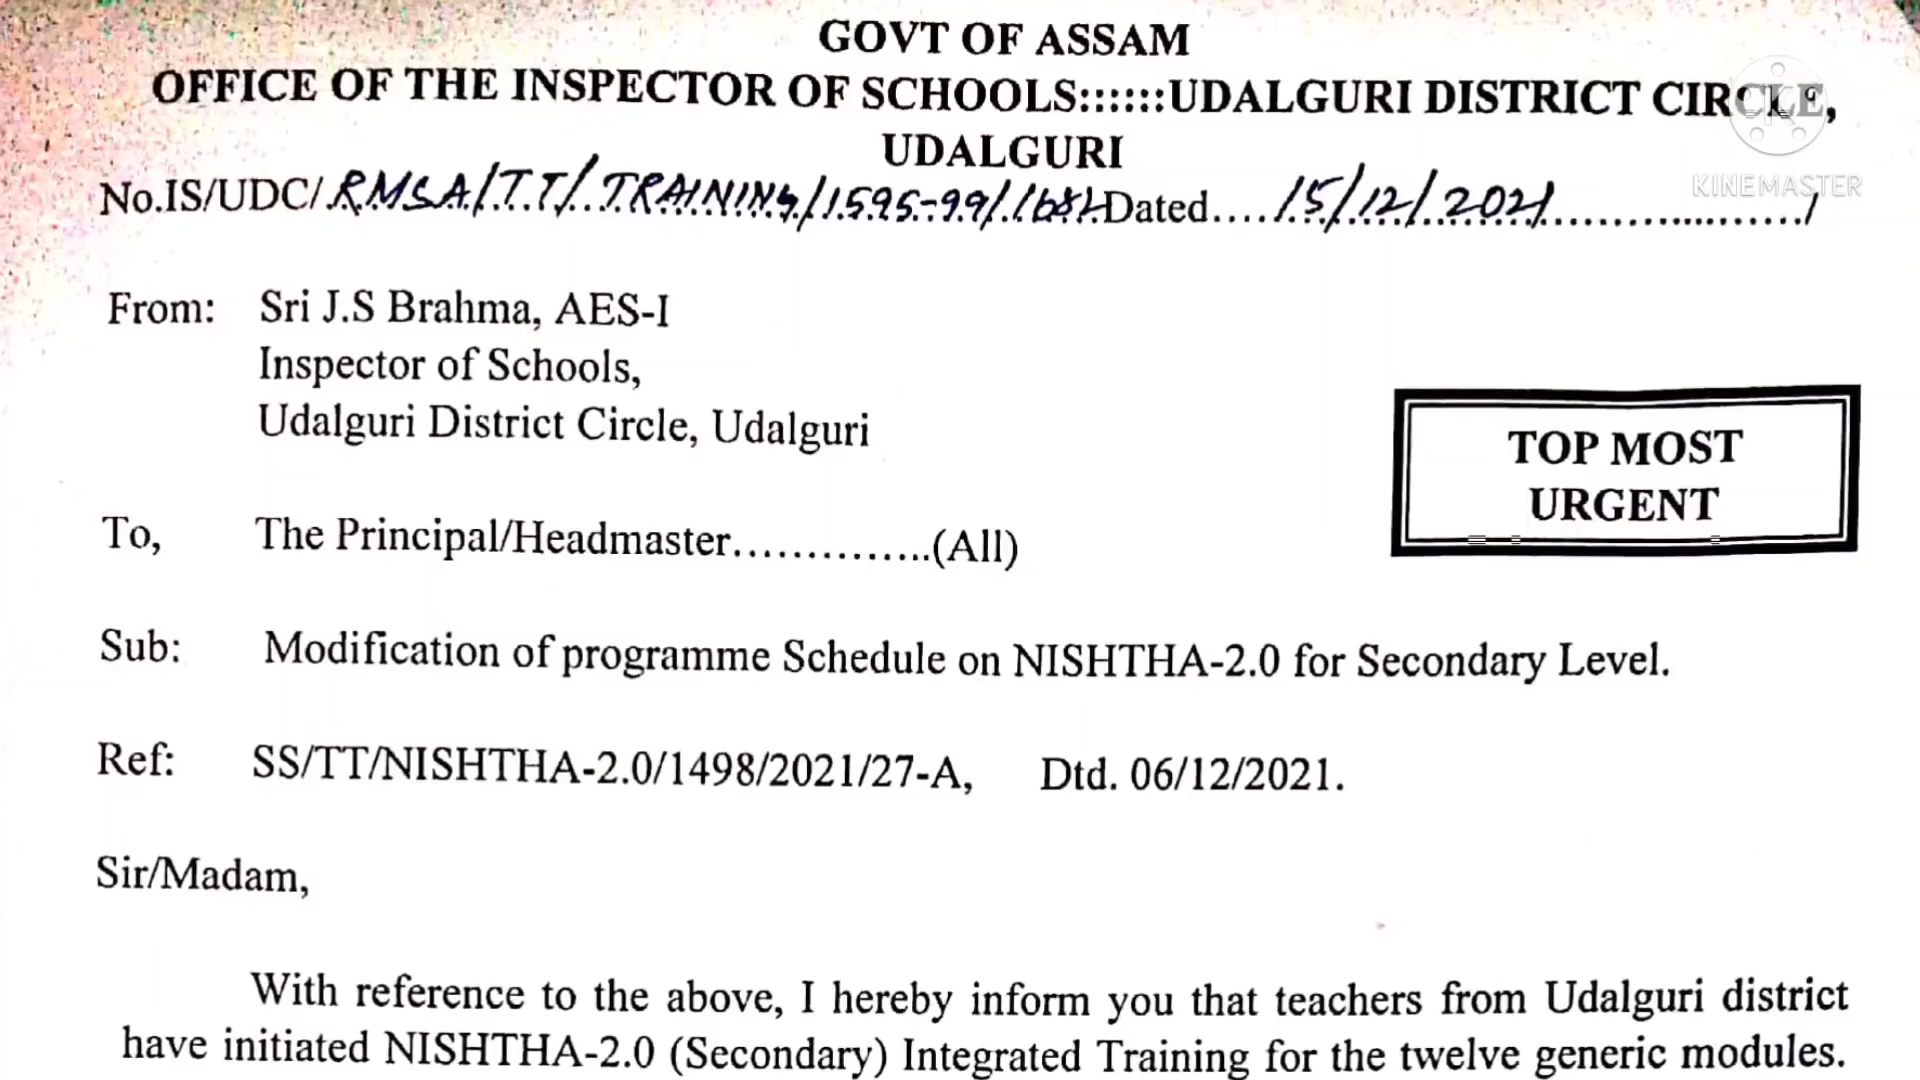 GOVT OF ASSAM
OFFICE OF THE INSPECTOR OF SCHOOLS::::::UDALGURI DISTRICT CIRCLE,
UDALGURI
No.IS/UDC/.RMSA/T.T/.TRAINING/1595-99/ Dated....15/12/2021....................
KINEMASTER
From: Sri J.S Brahma, AES-I
Inspector of Schools,
Udalguri District Circle, Udalguri
TOP MOST
URGENT
To, The Principal/Headmaster..............(All)
Sub: Modification of programme Schedule on NISHTHA-2.0 for Secondary Level.
Ref: SS/TT/NISHTHA-2.0/1498/2021/27-A, Dtd. 06/12/2021.
Sir/Madam,
With reference to the above, I hereby inform you that teachers from Udalguri district
have initiated NISHTHA-2.0 (Secondary) Integrated Training for the twelve generic modules.